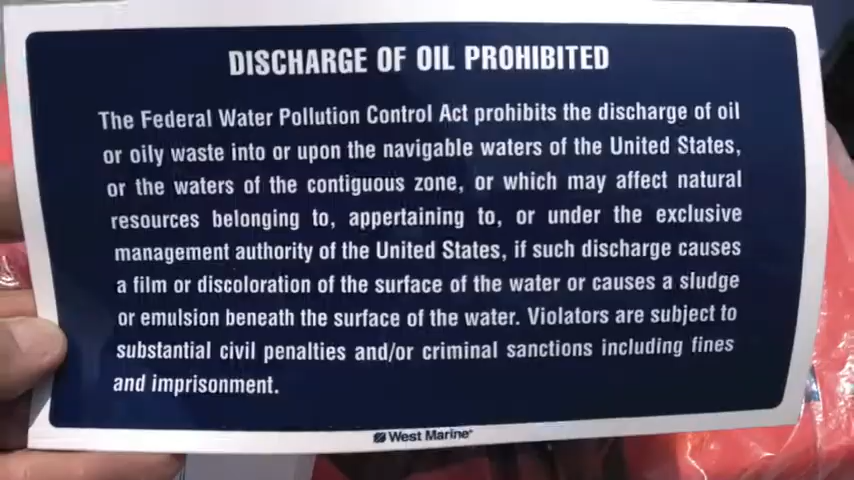 DISCHARGE OF OIL PROHIBITED
The Federal Water Pollution Control Act prohibits the discharge of oil
or oily waste into or upon the navigable waters of the United States,
or the waters of the contiguous zone, or which may affect natural
resources belonging to, appertaining to, or under the exclusive
management authority of the United States, if such discharge causes
a film or discoloration of the surface of the water or causes a sludge
or emulsion beneath the surface of the water. Violators are subject to
substantial civil penalties and/or criminal sanctions including fines
and imprisonment.
West Marine®